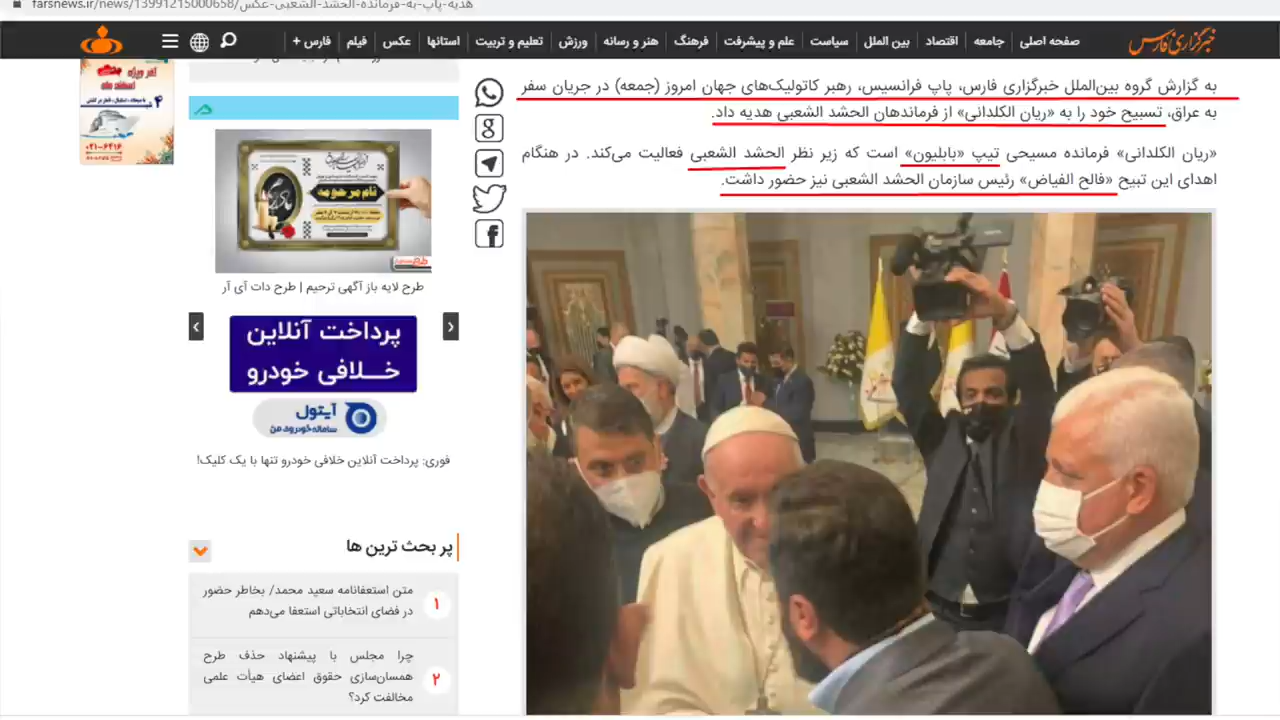 farsnews.ir/news/13991215000658/هدیه-پاپ-به-فرمانده-الحشد-الشعبی-عکس
خبرگزاری فارس
صفحه اصلی
جامعه
اقتصاد
بین الملل
سیاست
علم و پیشرفت
فرهنگ
هنر و رسانه
ورزش
تعلیم و تربیت
استانها
عکس
فیلم
فارس +
به گزارش گروه بین‌الملل خبرگزاری فارس، پاپ فرانسیس، رهبر کاتولیک‌های جهان امروز (جمعه) در جریان سفر
به عراق، تسبیح خود را به «ریان الکلدانی» از فرماندهان الحشد الشعبی هدیه داد.
«ریان الکلدانی» فرمانده مسیحی تیپ «بابلیون» است که زیر نظر الحشد الشعبی فعالیت می‌کند. در هنگام
اهدای این تبیح «فالح الفیاض» رئیس سازمان الحشد الشعبی نیز حضور داشت.
۰۲۱-۶۴۱۶
طرح لایه باز آگهی ترحیم | طرح دات آی آر
پرداخت آنلاین
خلافی خودرو
آیتول
سامانه خودرود من
فوری: پرداخت آنلاین خلافی خودرو تنها با یک کلیک!
پر بحث ترین ها
۱
متن استعفانامه سعید محمد/ بخاطر حضور
در فضای انتخاباتی استعفا می‌دهم
۲
چرا مجلس با پیشنهاد حذف طرح
همسان‌سازی حقوق اعضای هیأت علمی
مخالفت کرد؟